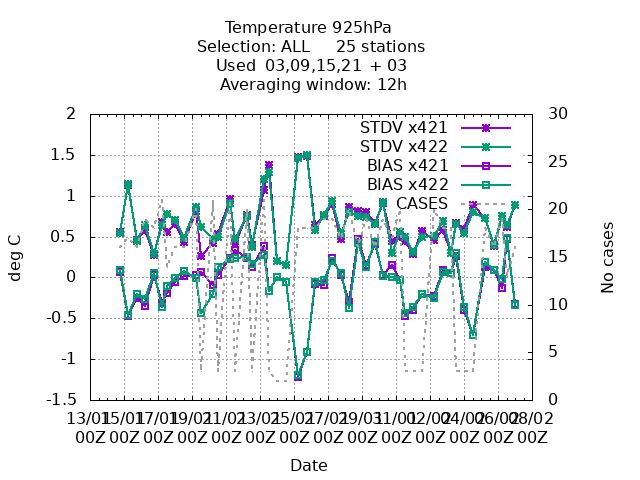 Temperature 925hPa
Selection: ALL     25 stations
Used  03,09,15,21 + 03
Averaging window: 12h
STDV x421
STDV x422
BIAS x421
BIAS x422
CASES
deg C
2
1.5
1
0.5
0
-0.5
-1
-1.5
30
25
20
15
10
5
0
No cases
13/01 15/01 17/01 19/01 21/01 23/01 25/01 27/01 29/01 31/01 02/02 24/02 26/02 28/02
00Z 00Z 00Z 00Z 00Z 00Z 00Z 00Z 00Z 00Z 00Z 00Z 00Z 00Z
Date